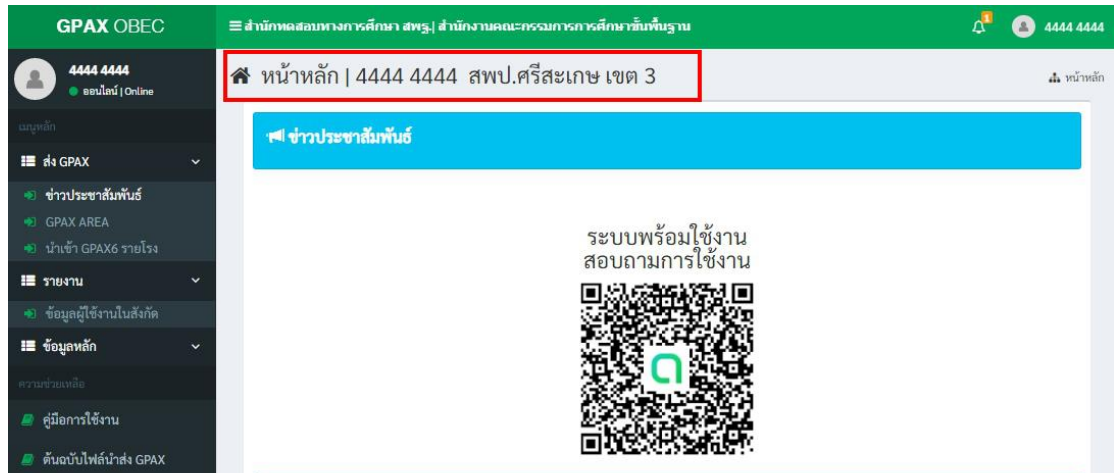 GPAX OBEC
สำนักทดสอบทางการศึกษา สพฐ.| สำนักงานคณะกรรมการการศึกษาขั้นพื้นฐาน
1
4444 4444
4444 4444
ออนไลน์ | Online
หน้าหลัก | 4444 4444 สพป.ศรีสะเกษ เขต 3
หน้าหลัก
เมนูหลัก
ส่ง GPAX
ข่าวประชาสัมพันธ์
GPAX AREA
นำเข้า GPAX6 รายโรง
รายงาน
ข้อมูลผู้ใช้งานในสังกัด
ข้อมูลหลัก
ความช่วยเหลือ
คู่มือการใช้งาน
ต้นฉบับไฟล์นำส่ง GPAX
ข่าวประชาสัมพันธ์
ระบบพร้อมใช้งาน
สอบถามการใช้งาน